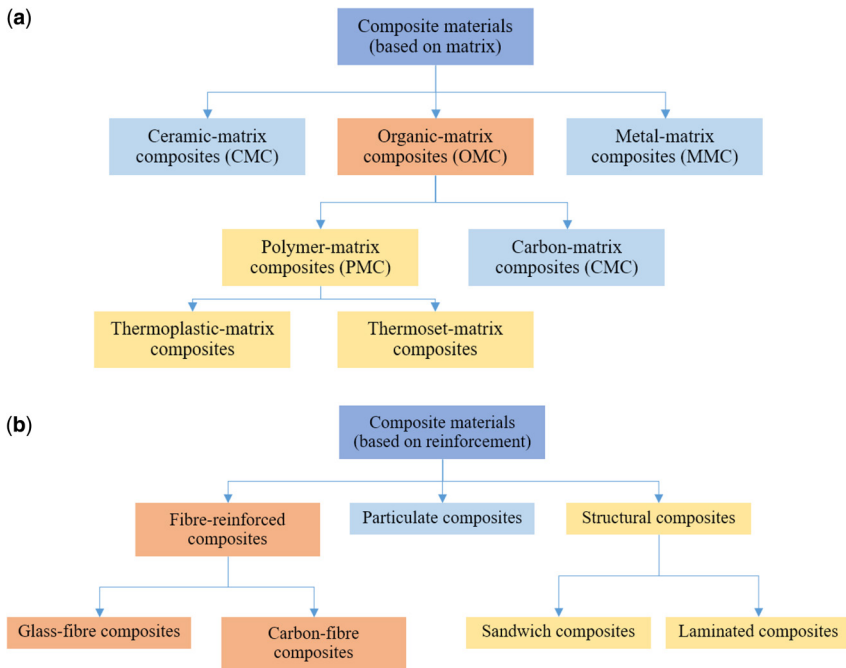 (a)
Composite materials
(based on matrix)
Ceramic-matrix
composites (CMC)
Organic-matrix
composites (OMC)
Metal-matrix
composites (MMC)
Polymer-matrix
composites (PMC)
Carbon-matrix
composites (CMC)
Thermoplastic-matrix
composites
Thermoset-matrix
composites
(b)
Composite materials
(based on reinforcement)
Fibre-reinforced
composites
Particulate composites
Structural composites
Glass-fibre composites
Carbon-fibre
composites
Sandwich composites
Laminated composites